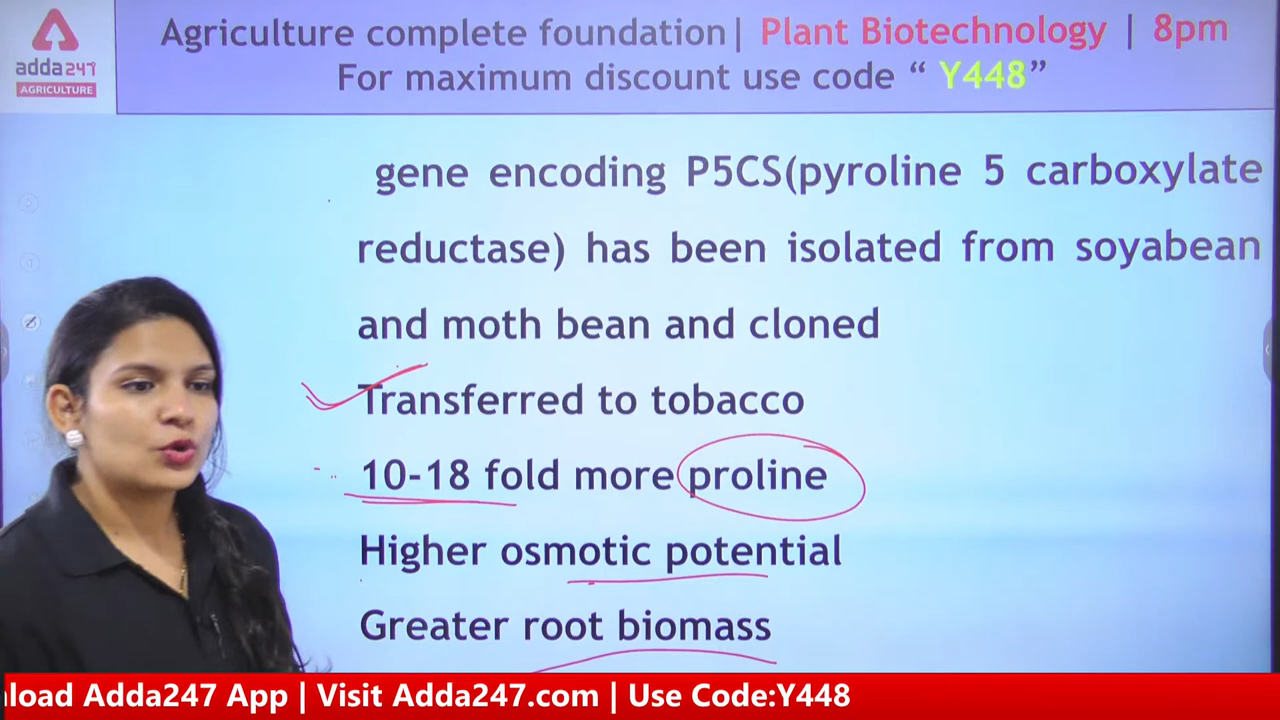 adda247
AGRICULTURE
Agriculture complete foundation| Plant Biotechnology | 8pm
For maximum discount use code “ Y448”
gene encoding P5CS(pyroline 5 carboxylate
reductase) has been isolated from soyabean
and moth bean and cloned
Transferred to tobacco
10-18 fold more proline
Higher osmotic potential
Greater root biomass
nload Adda247 App | Visit Adda247.com | Use Code:Y448